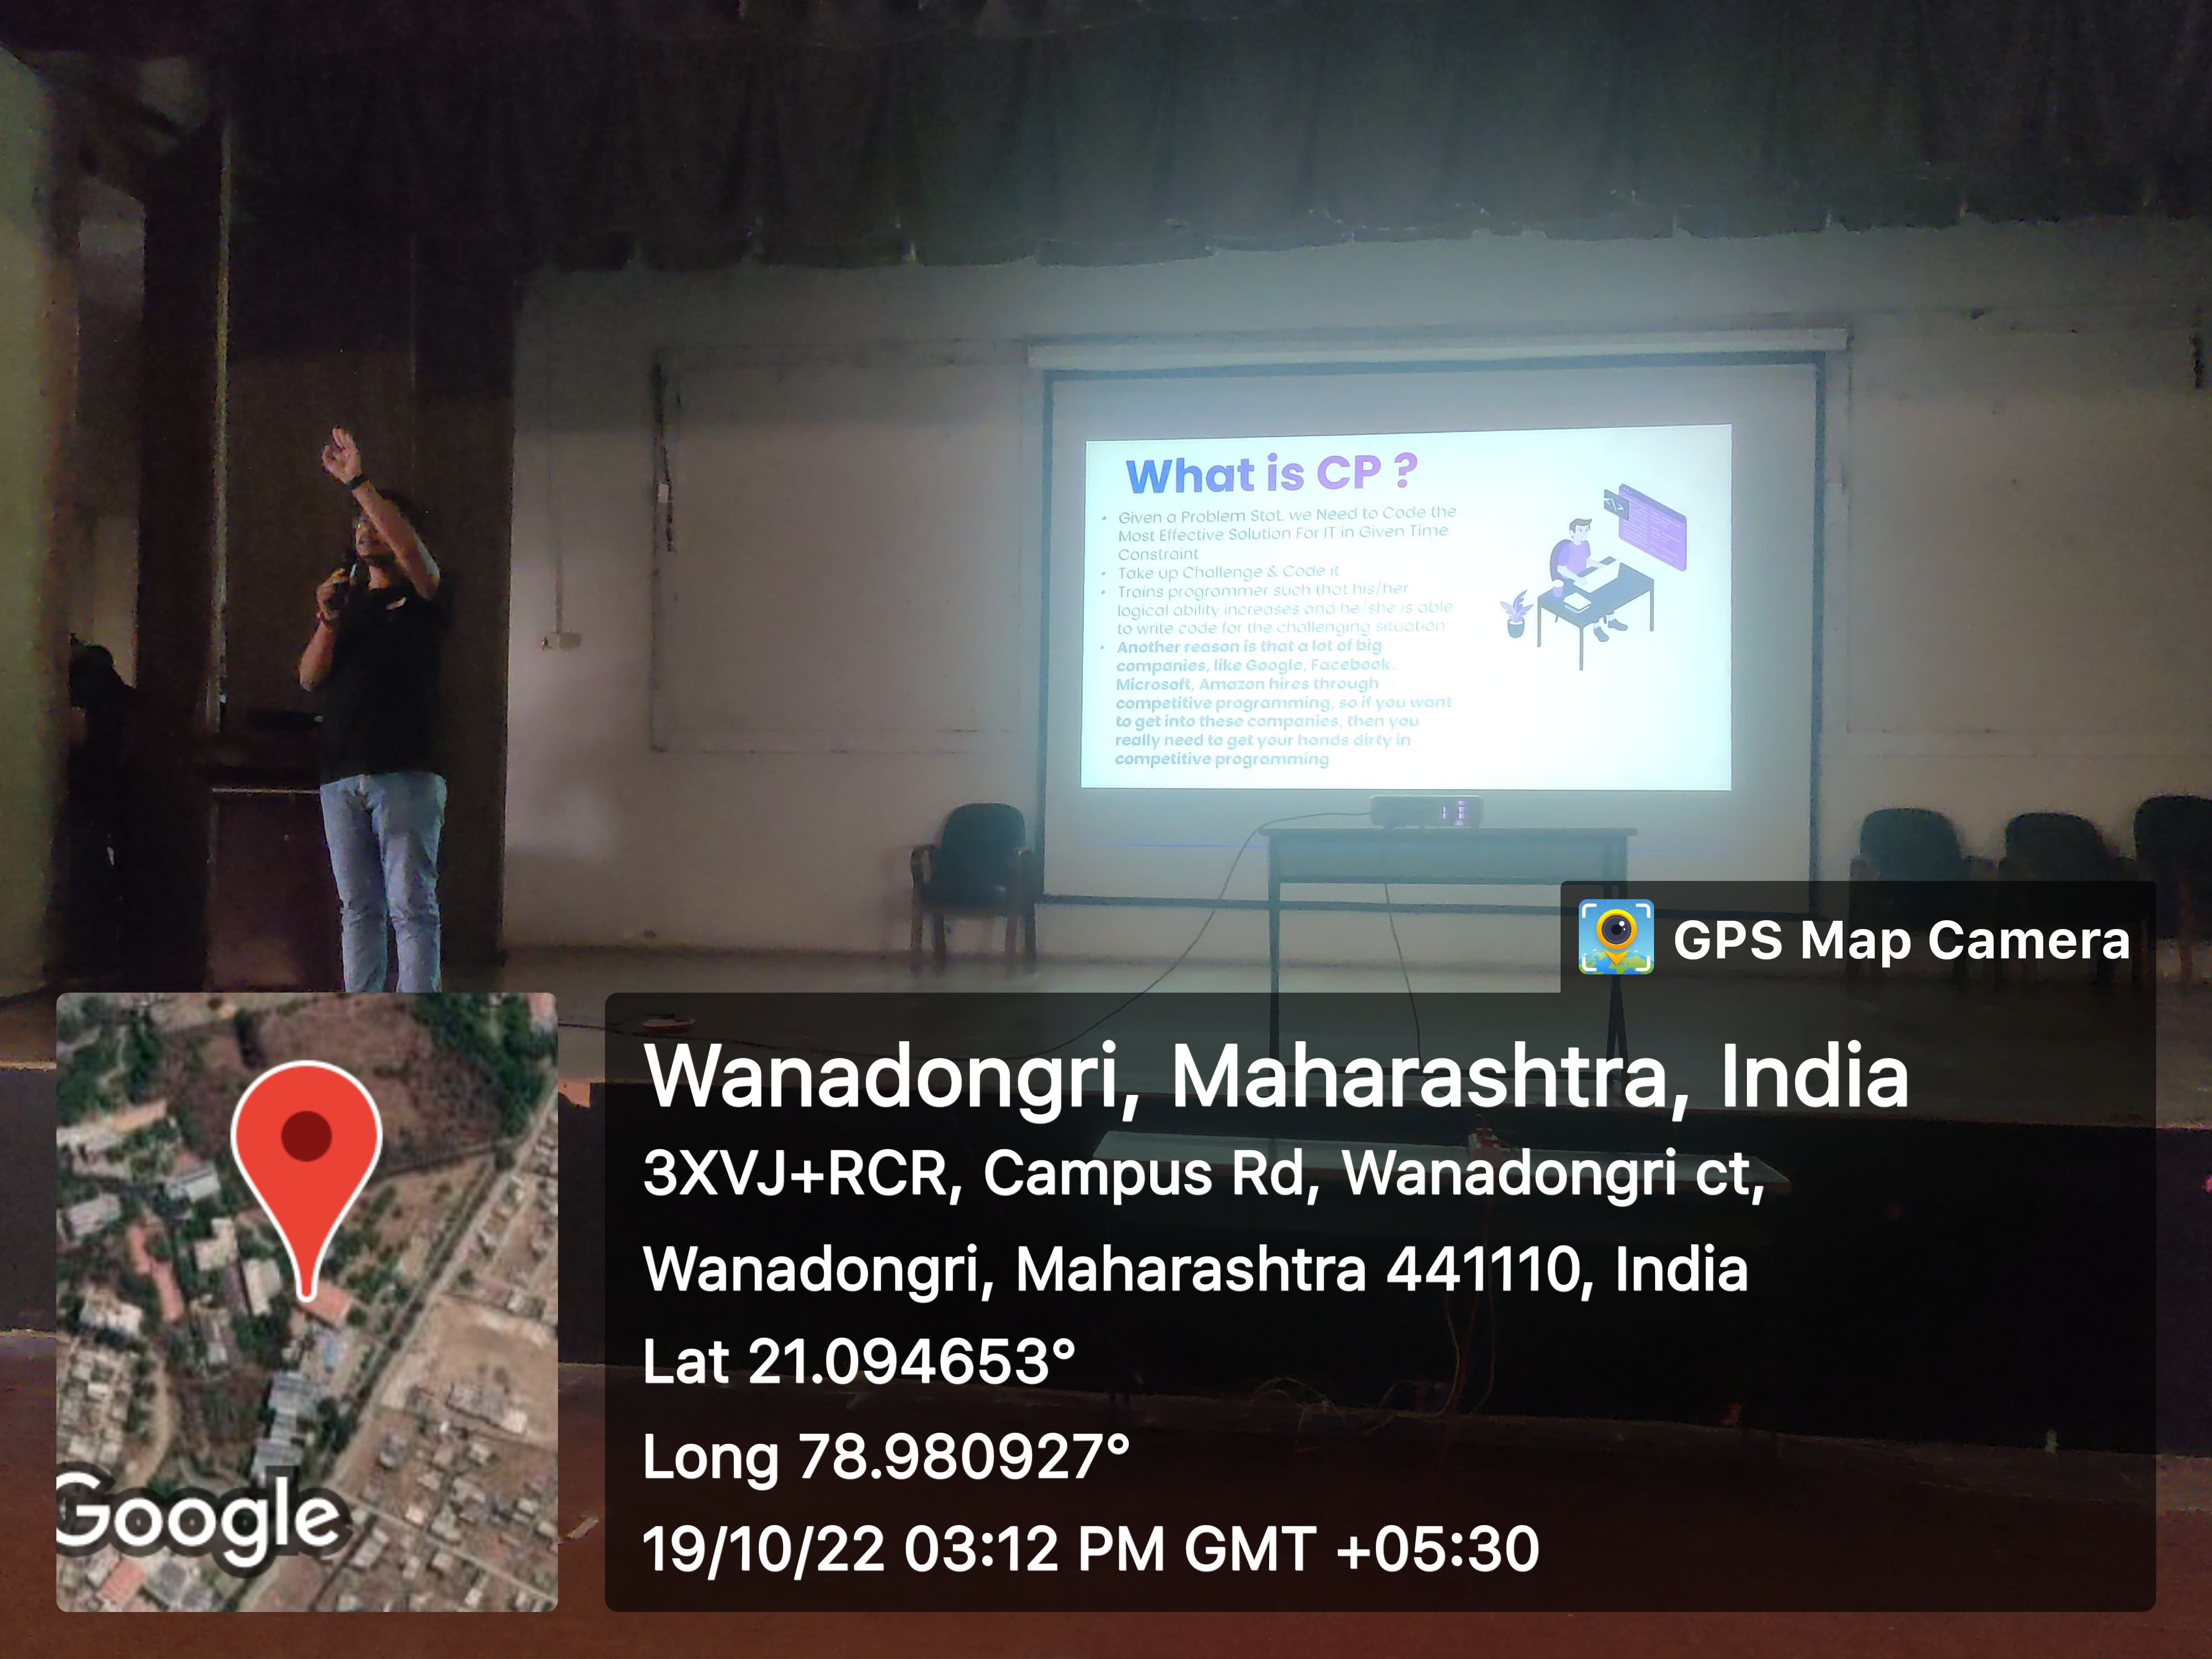 What is CP ?
• Given a Problem Stat. we Need to Code the
Most Effective Solution For IT in Given Time
Constraint
• Take up Challenge & Code it
• Trains programmer such that his/her
logical ability increases and he/she is able
to write code for the challenging situation
• Another reason is that a lot of big
companies, like Google, Facebook,
Microsoft, Amazon hires through
competitive programming, so if you want
to get into these companies, then you
really need to get your hands dirty in
competitive programming
GPS Map Camera
Wanadongri, Maharashtra, India
3XVJ+RCR, Campus Rd, Wanadongri ct,
Wanadongri, Maharashtra 441110, India
Lat 21.094653°
Long 78.980927°
19/10/22 03:12 PM GMT +05:30
Google